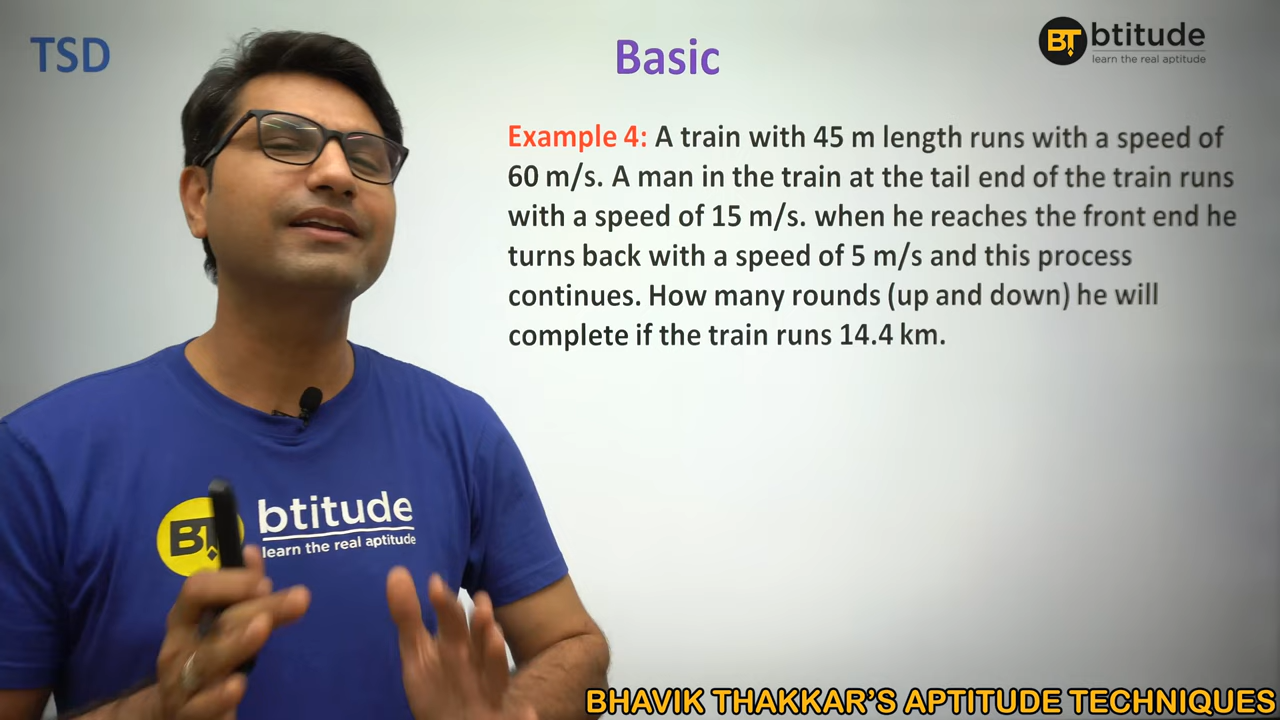 TSD
Basic
BT btitude
learn the real aptitude
Example 4: A train with 45 m length runs with a speed of
60 m/s. A man in the train at the tail end of the train runs
with a speed of 15 m/s. when he reaches the front end he
turns back with a speed of 5 m/s and this process
continues. How many rounds (up and down) he will
complete if the train runs 14.4 km.
BT btitude
learn the real aptitude
BHAVIK THAKKAR'S APTITUDE TECHNIQUES